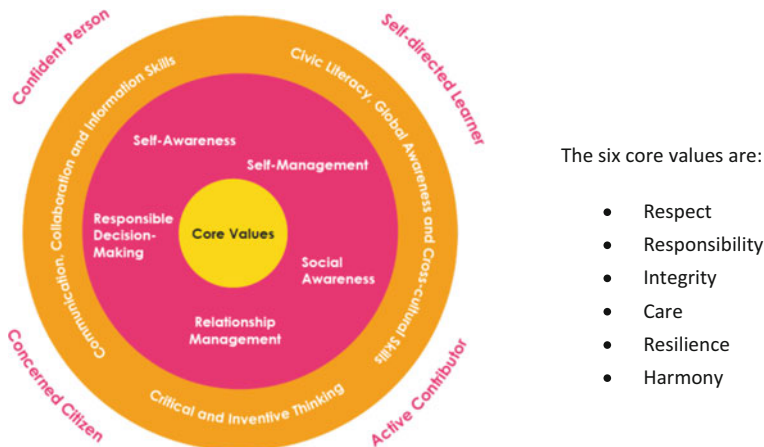 Confident Person
Self-directed Learner
Communication, Collaboration and Information Skills
Civic Literacy, Global Awareness and Cross-cultural Skills
Self-Awareness
Self-Management
Responsible
Decision-
Making
Core Values
Social
Awareness
Relationship
Management
Critical and Inventive Thinking
Concerned Citizen
Active Contributor
The six core values are:
• Respect
• Responsibility
• Integrity
• Care
• Resilience
• Harmony